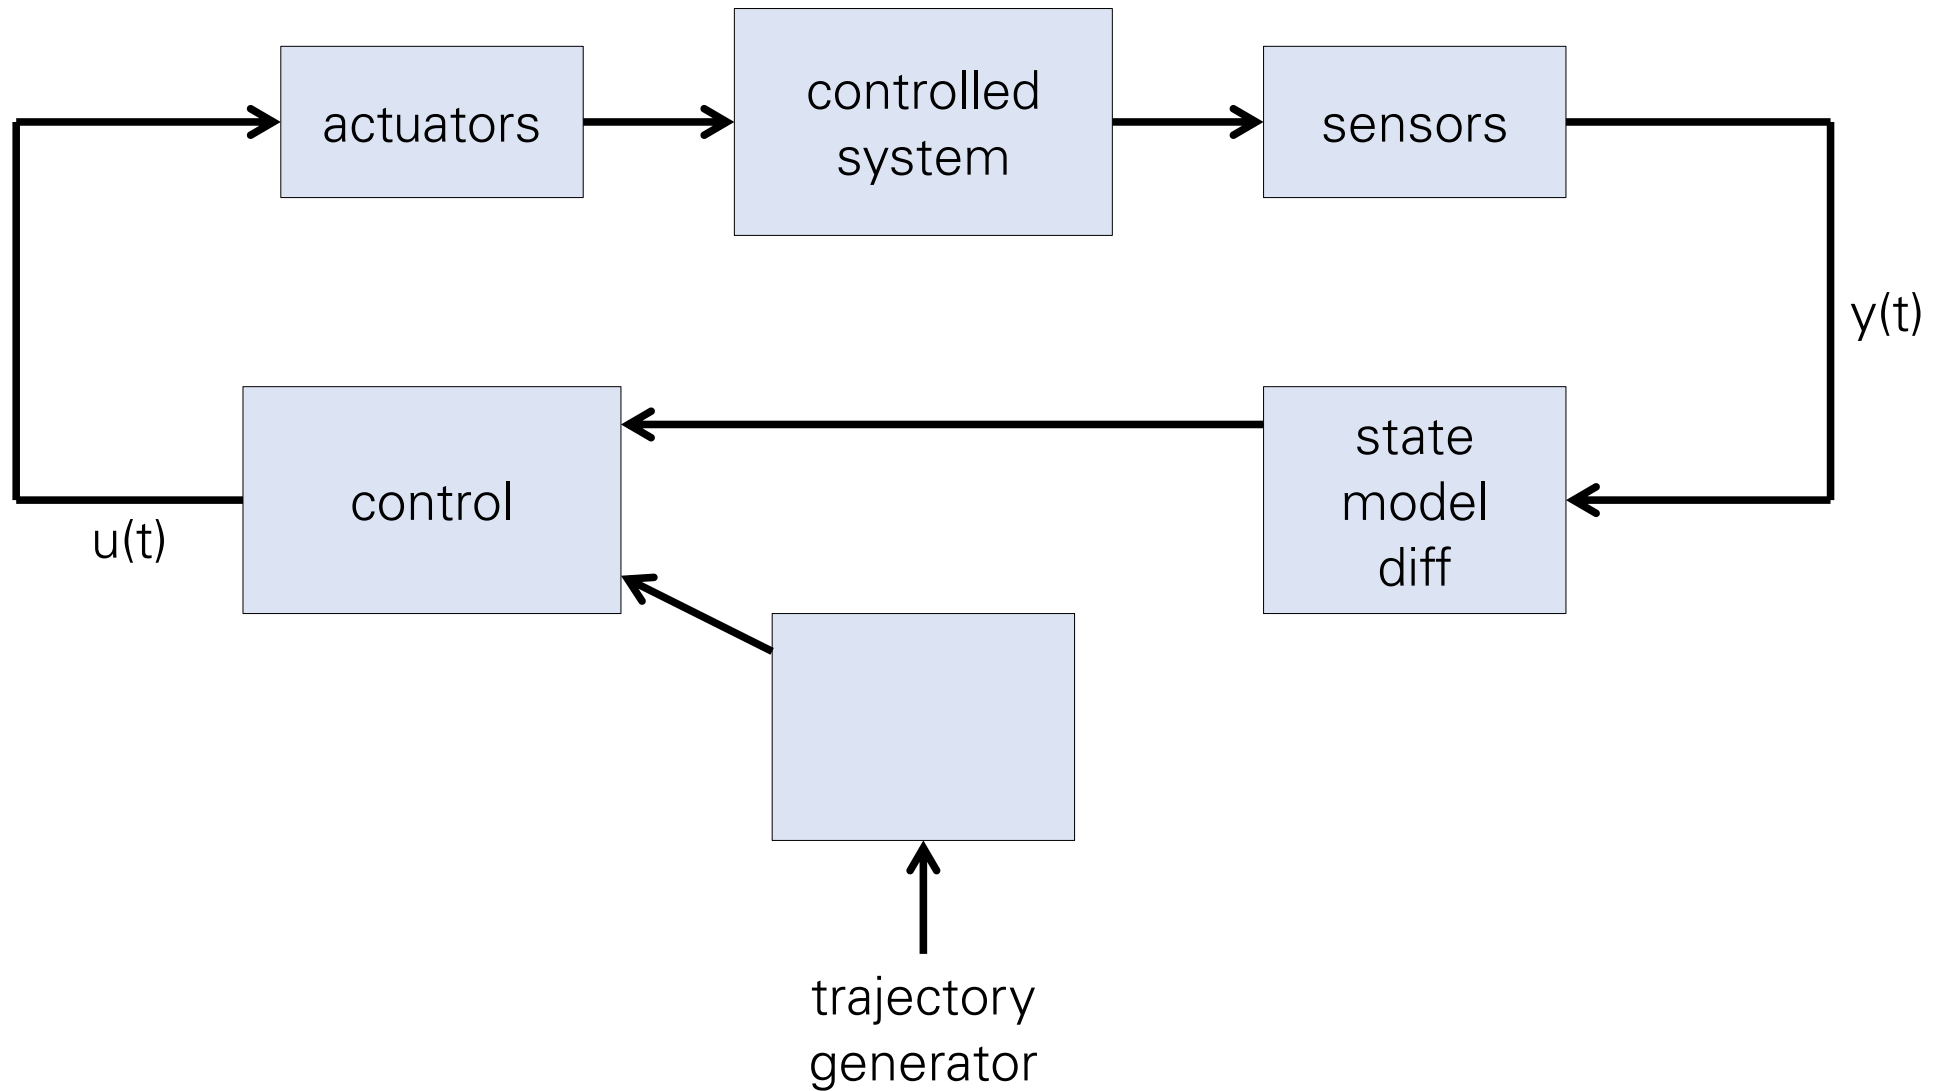 actuators
controlled
system
sensors
y(t)
control
u(t)
state
model
diff
trajectory
generator